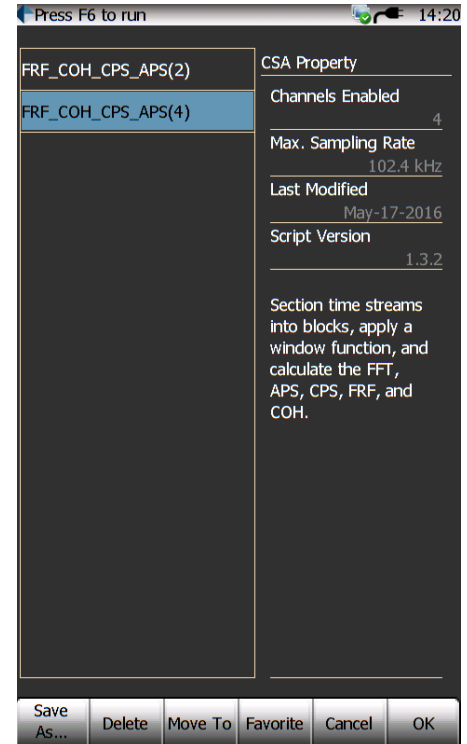 Press F6 to run
14:20
FRF_COH_CPS_APS(2)
FRF_COH_CPS_APS(4)
CSA Property
Channels Enabled
4
Max. Sampling Rate
102.4 kHz
Last Modified
May-17-2016
Script Version
1.3.2
Section time streams
into blocks, apply a
window function, and
calculate the FFT,
APS, CPS, FRF, and
COH.
Save
As...
Delete
Move To
Favorite
Cancel
OK